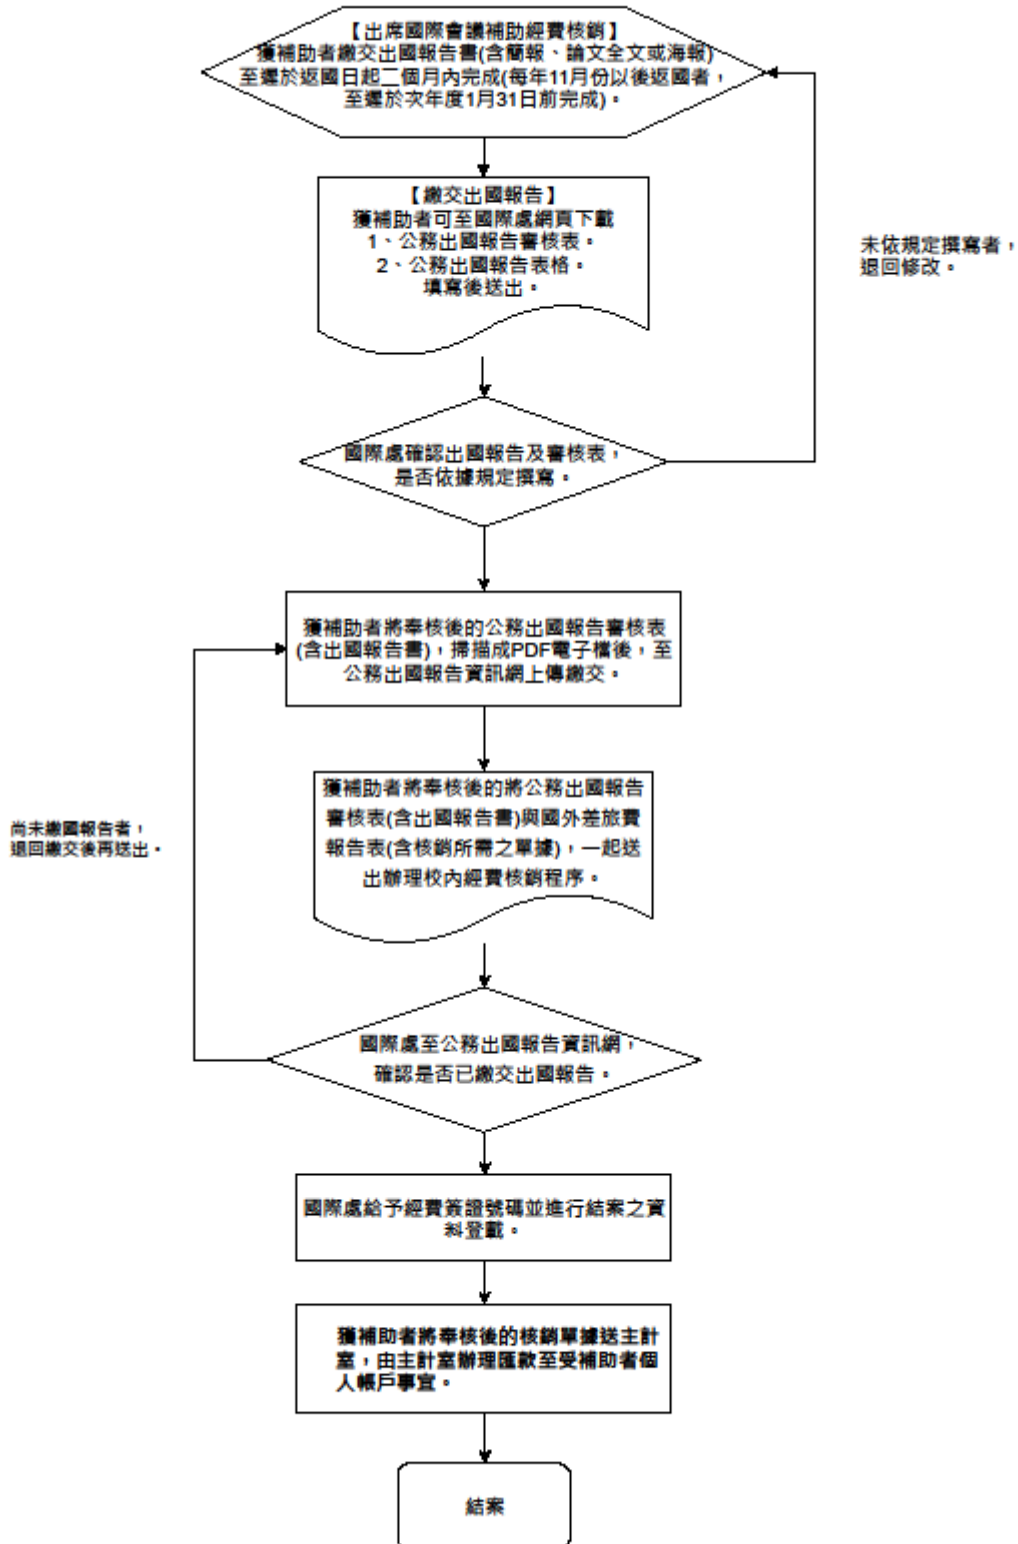 【出席國際會議補助經費核銷】
獲補助者繳交出國報告書(含簡報、論文全文或海報)
至遲於返國日起二個月內完成(每年11月份以後返國者，
至遲於次年度1月31日前完成)。
【繳交出國報告】
獲補助者可至國際處網頁下載
1、公務出國報告審核表。
2、公務出國報告表格。
填寫後送出。
未依規定撰寫者，
退回修改。
國際處確認出國報告及審核表，
是否依據規定撰寫。
獲補助者將奉核後的公務出國報告審核表
(含出國報告書)，掃描成PDF電子檔後，至
公務出國報告資訊網上傳繳交。
獲補助者將奉核後的將公務出國報告
審核表(含出國報告書)與國外差旅費
報告表(含核銷所需之單據)，一起送
出辦理校內經費核銷程序。
尚未繳國報告者，
退回繳交後再送出。
國際處至公務出國報告資訊網，
確認是否已繳交出國報告。
國際處給予經費簽證號碼並進行結案之資
料登載。
獲補助者將奉核後的核銷單據送主計
室，由主計室辦理匯款至受補助者個
人帳戶事宜。
結案